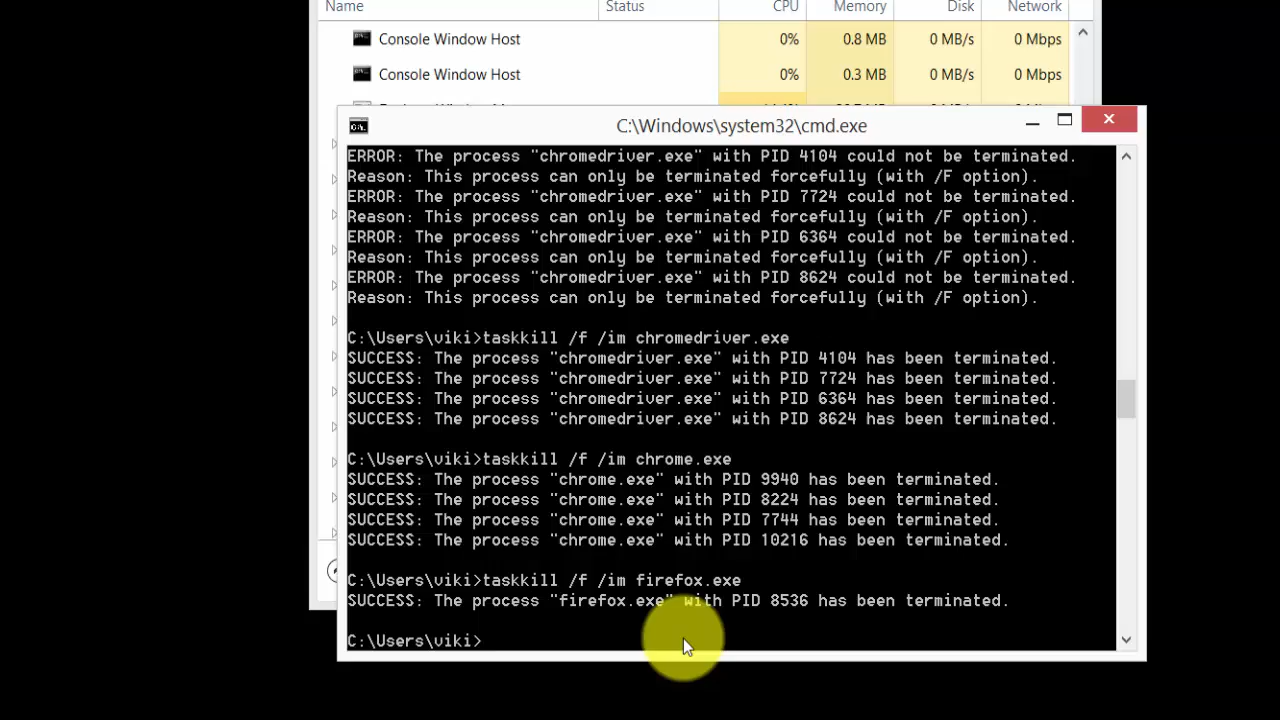 Name Status CPU Memory Disk Network
Console Window Host 0% 0.8 MB 0 MB/s 0 Mbps
Console Window Host 0% 0.3 MB 0 MB/s 0 Mbps
C:\Windows\system32\cmd.exe
ERROR: The process "chromedriver.exe" with PID 4104 could not be terminated.
Reason: This process can only be terminated forcefully (with /F option).
ERROR: The process "chromedriver.exe" with PID 7724 could not be terminated.
Reason: This process can only be terminated forcefully (with /F option).
ERROR: The process "chromedriver.exe" with PID 6364 could not be terminated.
Reason: This process can only be terminated forcefully (with /F option).
ERROR: The process "chromedriver.exe" with PID 8624 could not be terminated.
Reason: This process can only be terminated forcefully (with /F option).
C:\Users\viki>taskkill /f /im chromedriver.exe
SUCCESS: The process "chromedriver.exe" with PID 4104 has been terminated.
SUCCESS: The process "chromedriver.exe" with PID 7724 has been terminated.
SUCCESS: The process "chromedriver.exe" with PID 6364 has been terminated.
SUCCESS: The process "chromedriver.exe" with PID 8624 has been terminated.
C:\Users\viki>taskkill /f /im chrome.exe
SUCCESS: The process "chrome.exe" with PID 9940 has been terminated.
SUCCESS: The process "chrome.exe" with PID 8224 has been terminated.
SUCCESS: The process "chrome.exe" with PID 7744 has been terminated.
SUCCESS: The process "chrome.exe" with PID 10216 has been terminated.
C:\Users\viki>taskkill /f /im firefox.exe
SUCCESS: The process "firefox.exe" with PID 8536 has been terminated.
C:\Users\viki>